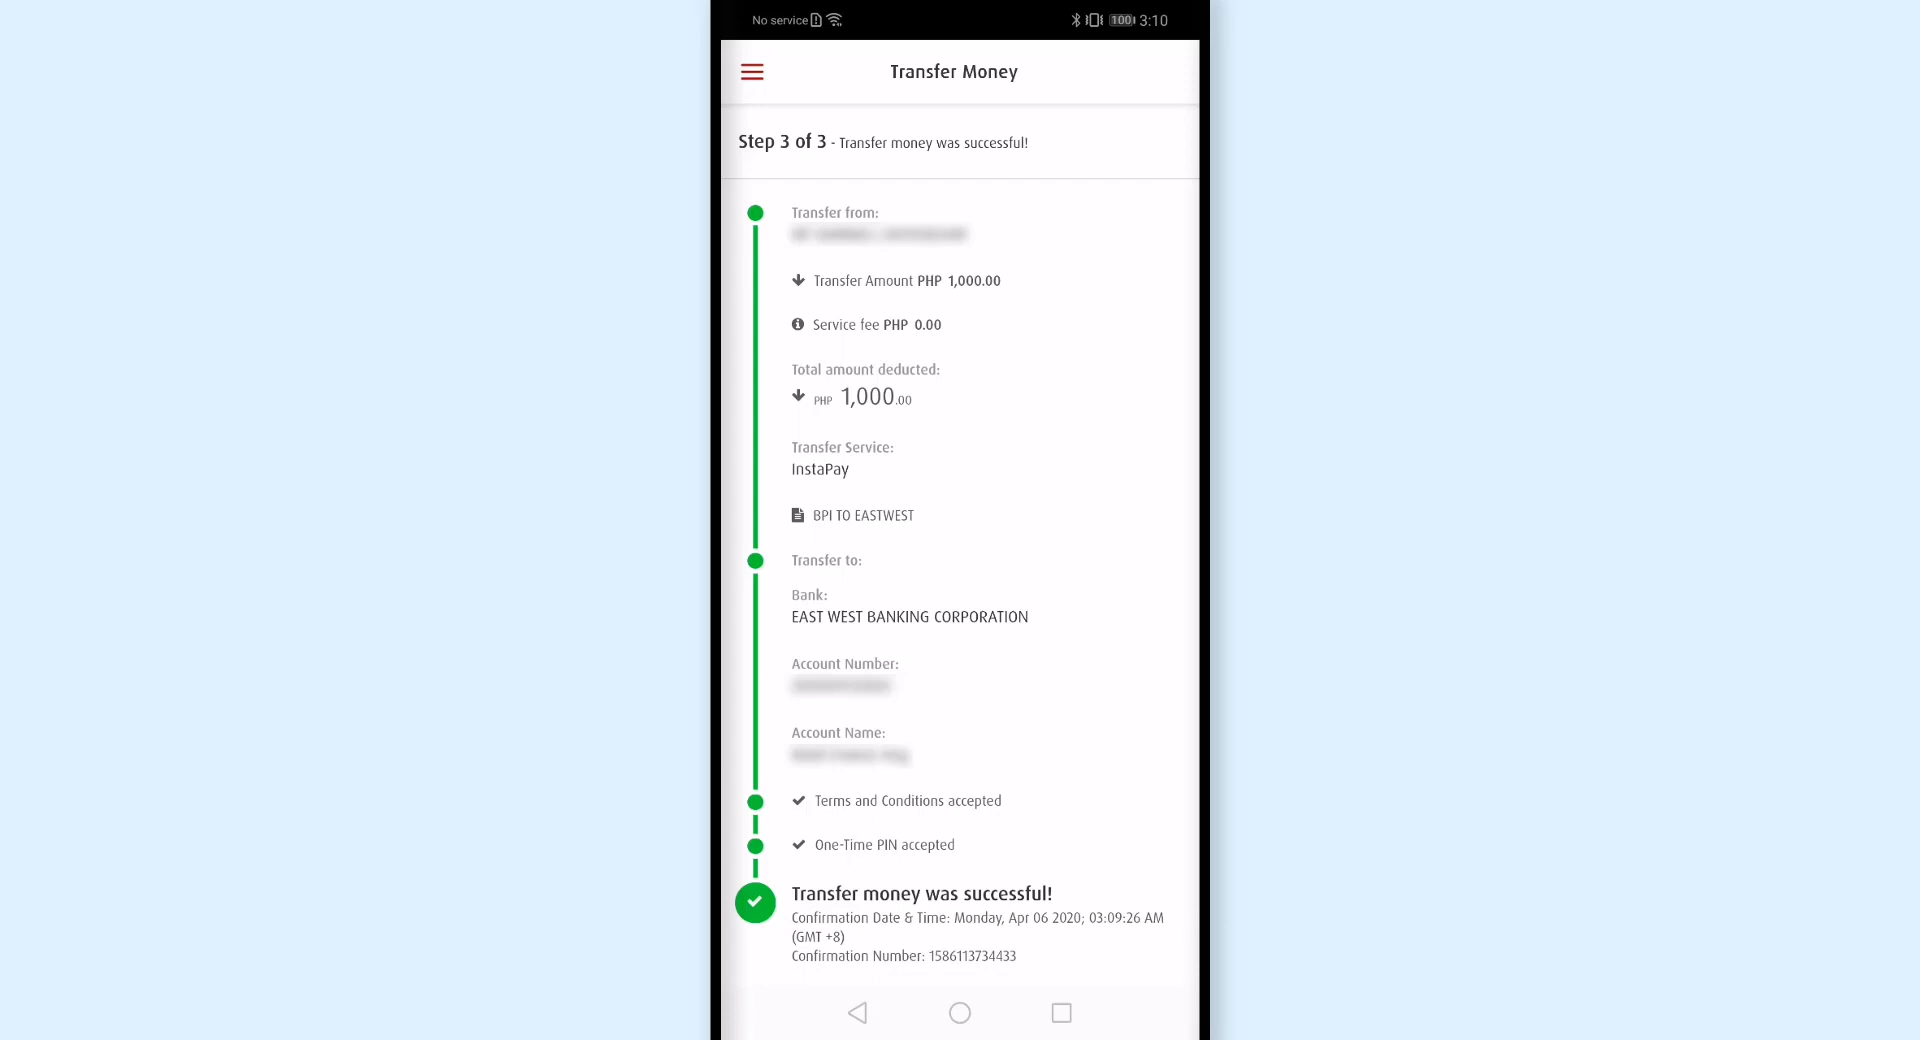 No service
100 3:10
Transfer Money
Step 3 of 3 - Transfer money was successful!
Transfer from:
Transfer Amount PHP 1,000.00
Service fee PHP 0.00
Total amount deducted:
PHP 1,000.00
Transfer Service:
InstaPay
BPI TO EASTWEST
Transfer to:
Bank:
EAST WEST BANKING CORPORATION
Account Number:
Account Name:
Terms and Conditions accepted
One-Time PIN accepted
Transfer money was successful!
Confirmation Date & Time: Monday, Apr 06 2020; 03:09:26 AM
(GMT +8)
Confirmation Number: 1586113734433